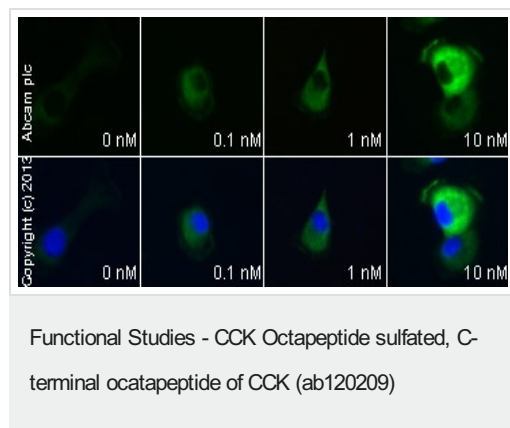 Copyright (c) 2013 Abcam plc
0 nM
0.1 nM
1 nM
10 nM
0 nM
0.1 nM
1 nM
10 nM
Functional Studies - CCK Octapeptide sulfated, C-
terminal ocatapeptide of CCK (ab120209)